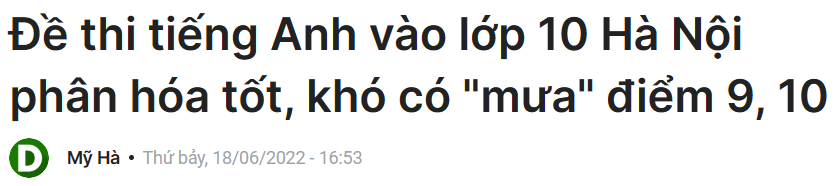 Đề thi tiếng Anh vào lớp 10 Hà Nội
phân hóa tốt, khó có "mưa" điểm 9, 10
D Mỹ Hà • Thứ bảy, 18/06/2022 - 16:53